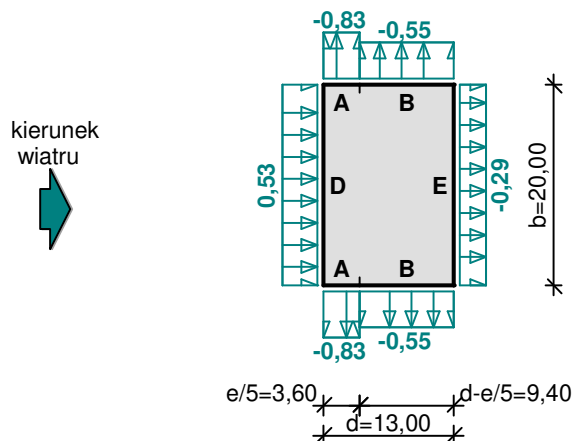 -0,83
-0,55
A
B
kierunek
wiatru
0,53
D
E
-0,29
b=20,00
A
B
-0,83
-0,55
e/5=3,60
d-e/5=9,40
d=13,00